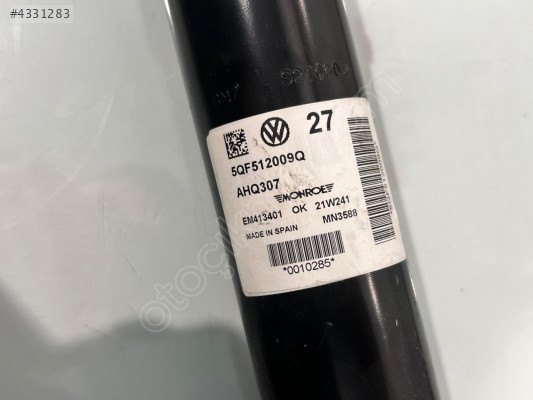 #4331283
27
5QF512009Q
AHQ307
MONROE
EM413401 OK 21W241
MADE IN SPAIN MN3588
*0010285*